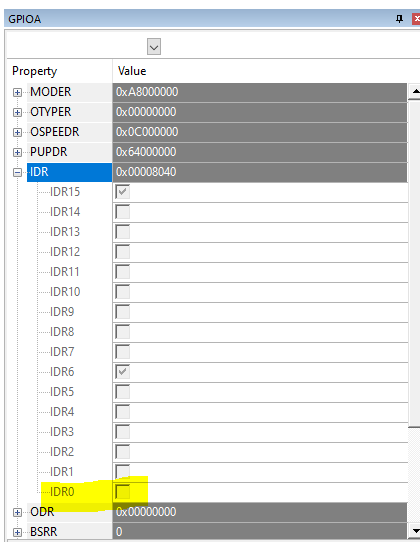 GPIOA
Property Value
MODER 0xA8000000
OTYPER 0x00000000
OSPEEDR 0x0C000000
PUPDR 0x64000000
IDR 0x00008040
IDR15
IDR14
IDR13
IDR12
IDR11
IDR10
IDR9
IDR8
IDR7
IDR6
IDR5
IDR4
IDR3
IDR2
IDR1
IDR0
ODR 0x00000000
BSRR 0